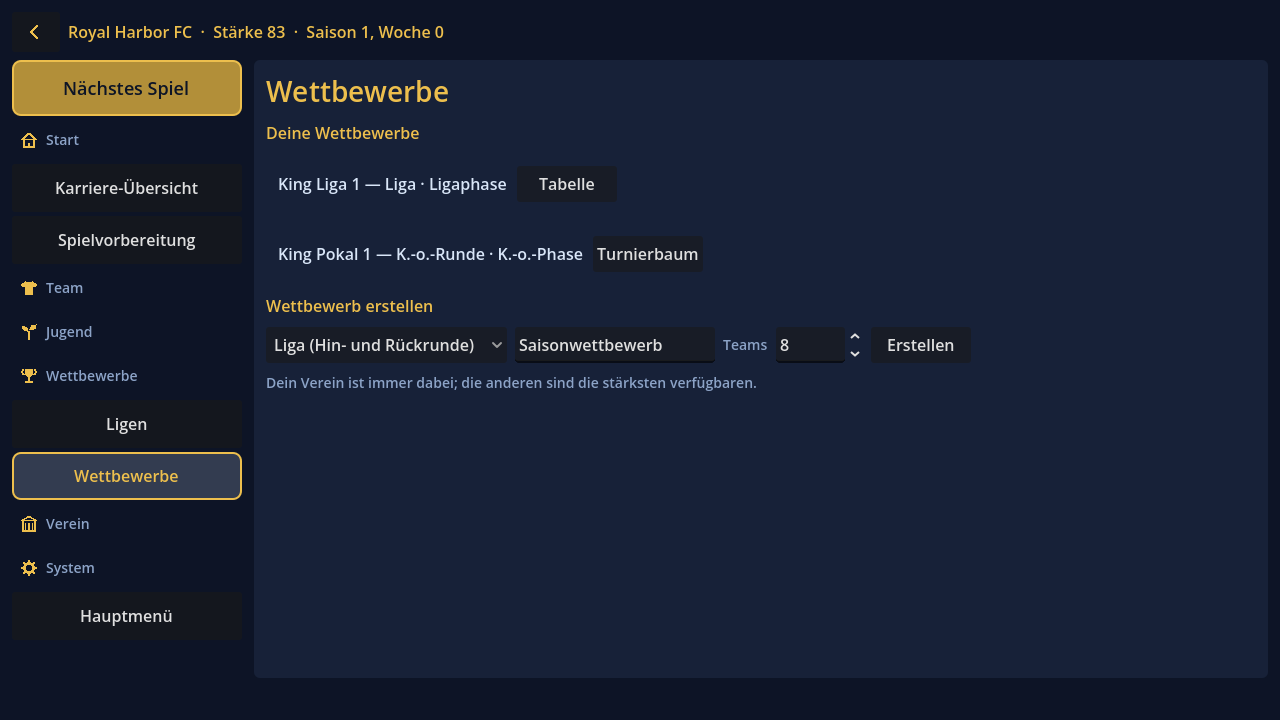 Royal Harbor FC · Stärke 83 · Saison 1, Woche 0
Nächstes Spiel
Start
Karriere-Übersicht
Spielvorbereitung
Team
Jugend
Wettbewerbe
Ligen
Wettbewerbe
Verein
System
Hauptmenü
Wettbewerbe
Deine Wettbewerbe
King Liga 1 — Liga · Ligaphase Tabelle
King Pokal 1 — K.-o.-Runde · K.-o.-Phase Turnierbaum
Wettbewerb erstellen
Liga (Hin- und Rückrunde) Saisonwettbewerb Teams 8 Erstellen
Dein Verein ist immer dabei; die anderen sind die stärksten verfügbaren.